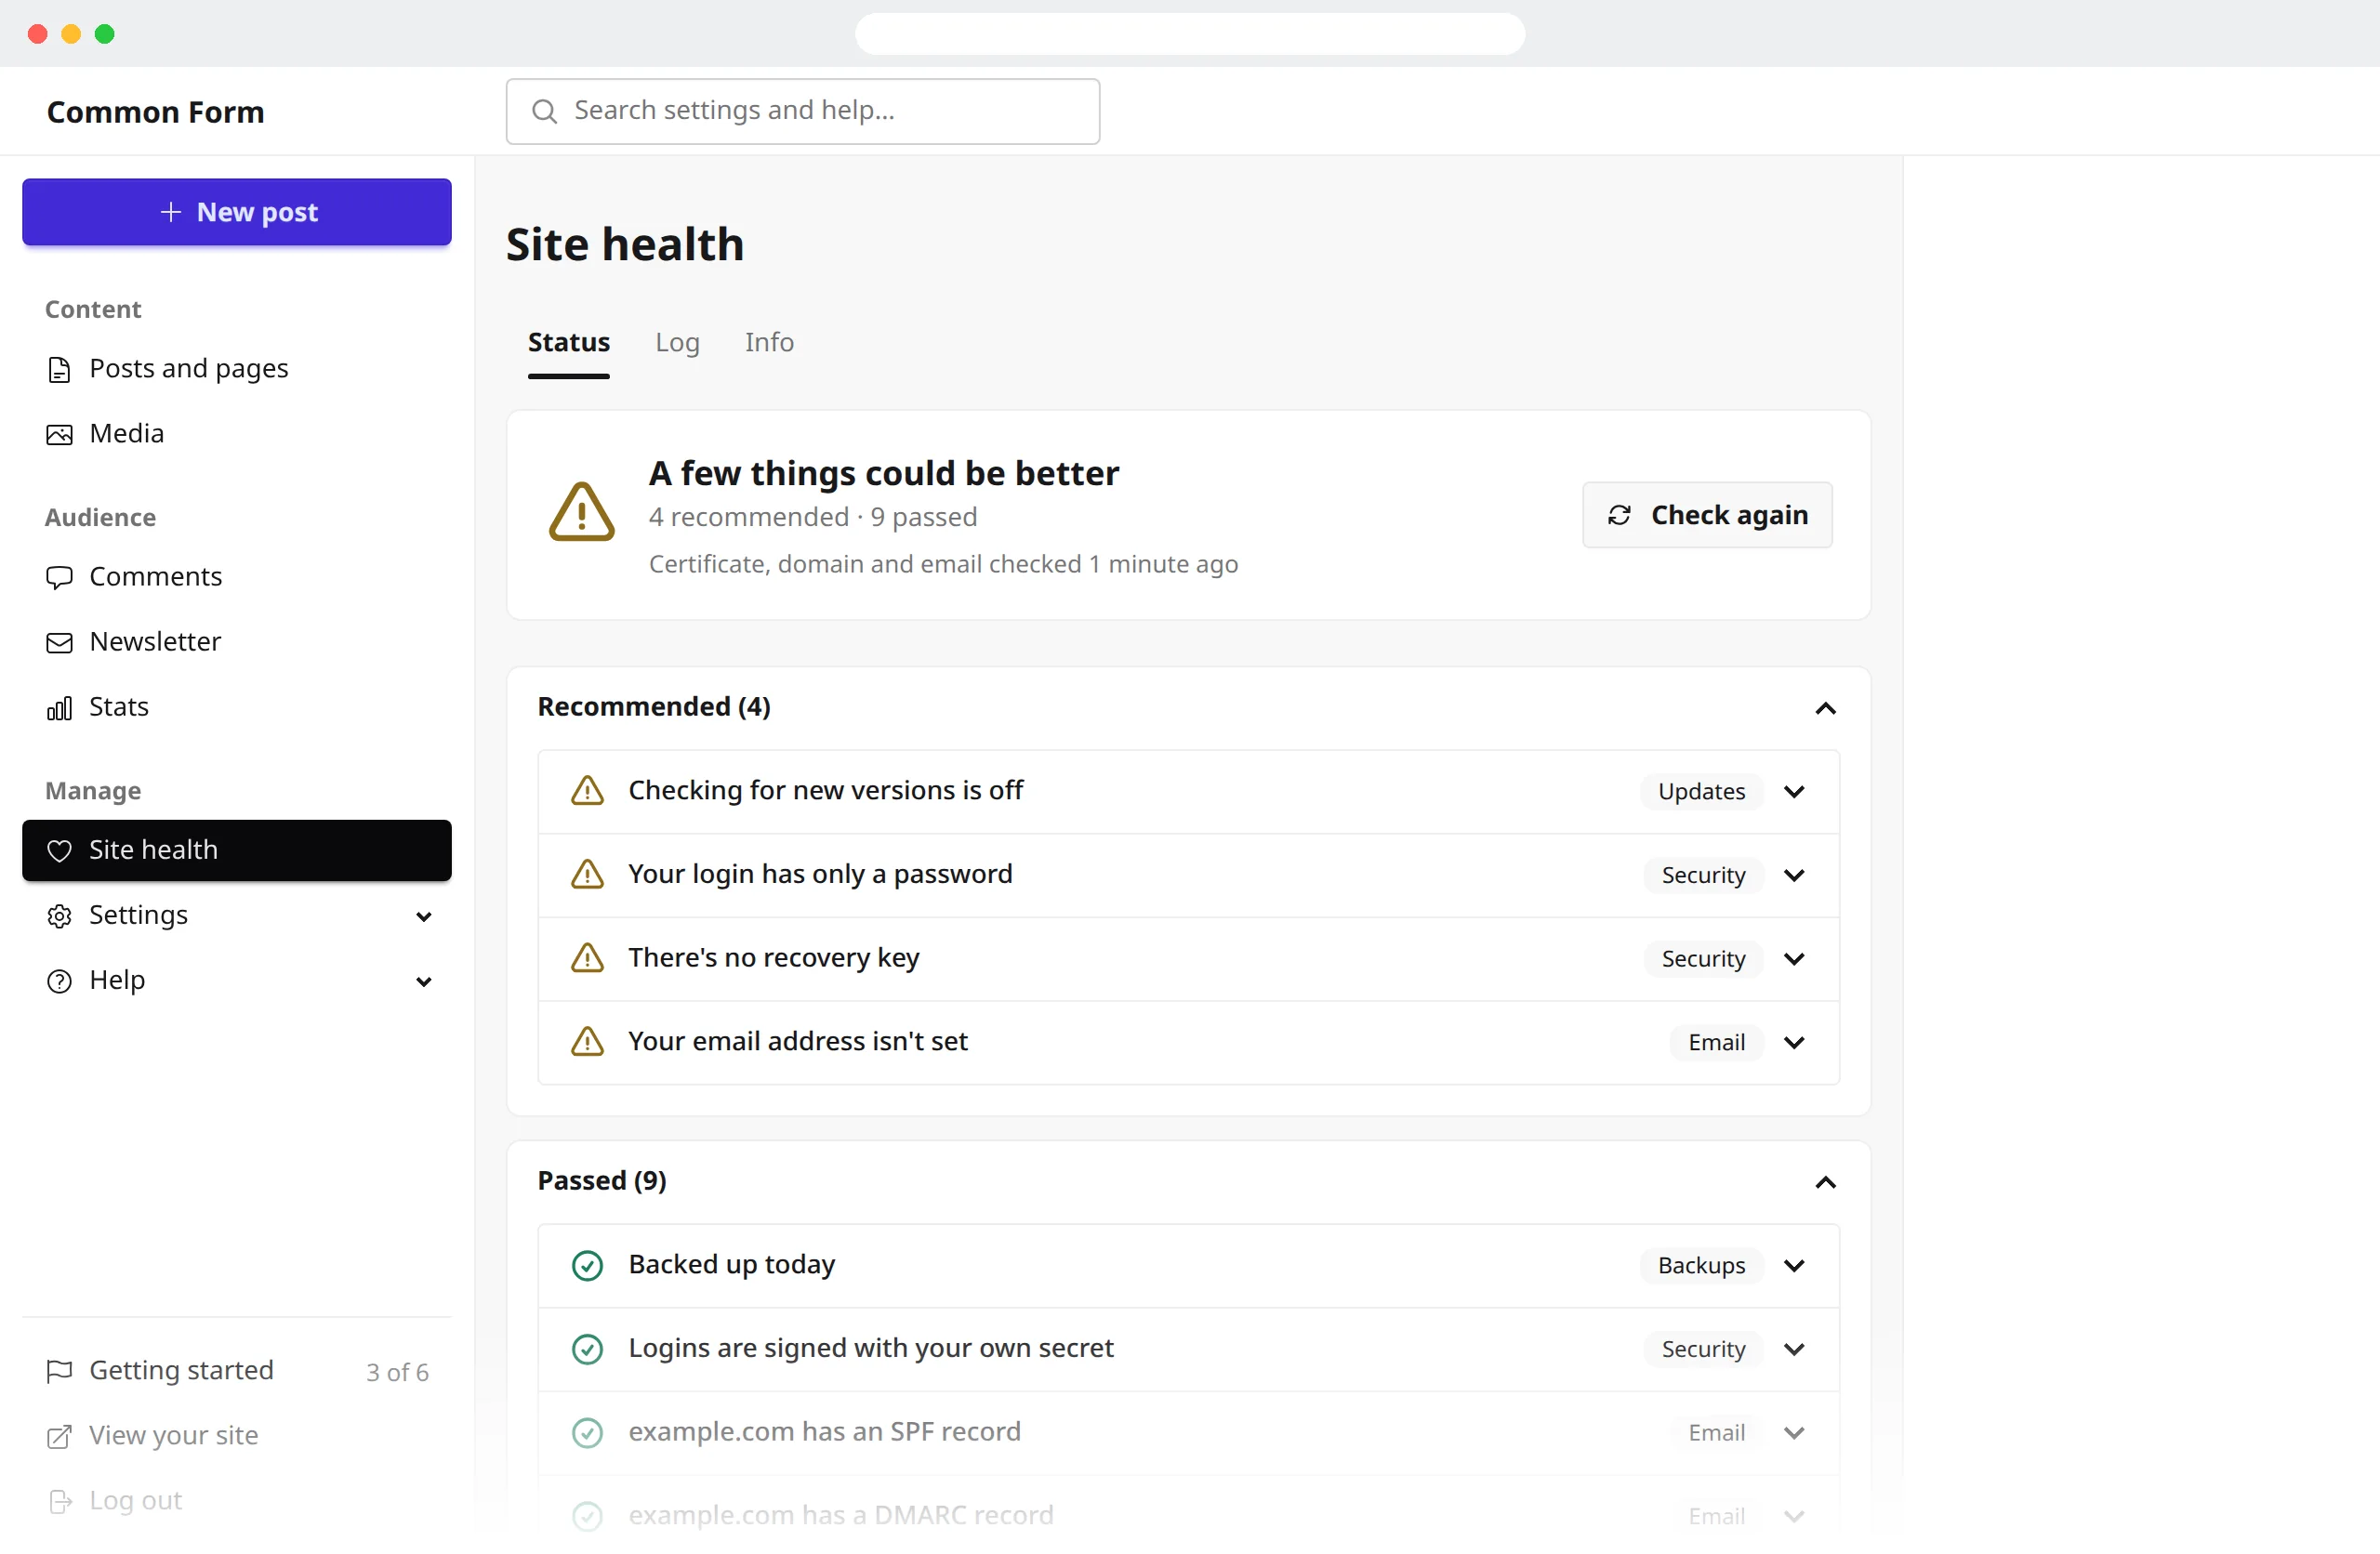 Common Form
Search settings and help...
New post
Content
Posts and pages
Media
Audience
Comments
Newsletter
Stats
Manage
Site health
Settings
Help
Getting started 3 of 6
View your site
Log out
Site health
Status Log Info
A few things could be better
4 recommended · 9 passed
Certificate, domain and email checked 1 minute ago
Check again
Recommended (4)
Checking for new versions is off Updates
Your login has only a password Security
There's no recovery key Security
Your email address isn't set Email
Passed (9)
Backed up today Backups
Logins are signed with your own secret Security
example.com has an SPF record Email
example.com has a DMARC record Email